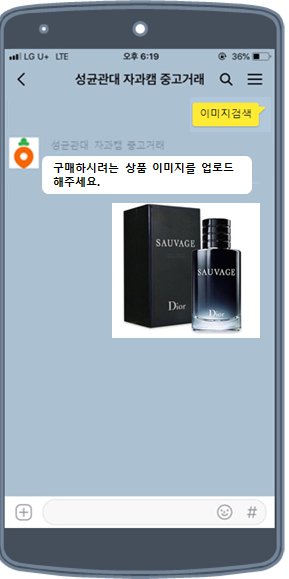 LG U+ LTE 오후 6:19 36%
성균관대 자과캠 중고거래
이미지검색
성균관대 자과캠 중고거래
구매하시려는 상품 이미지를 업로드
해주세요.
SAUVAGE
SAUVAGE
Dior
Dior
#